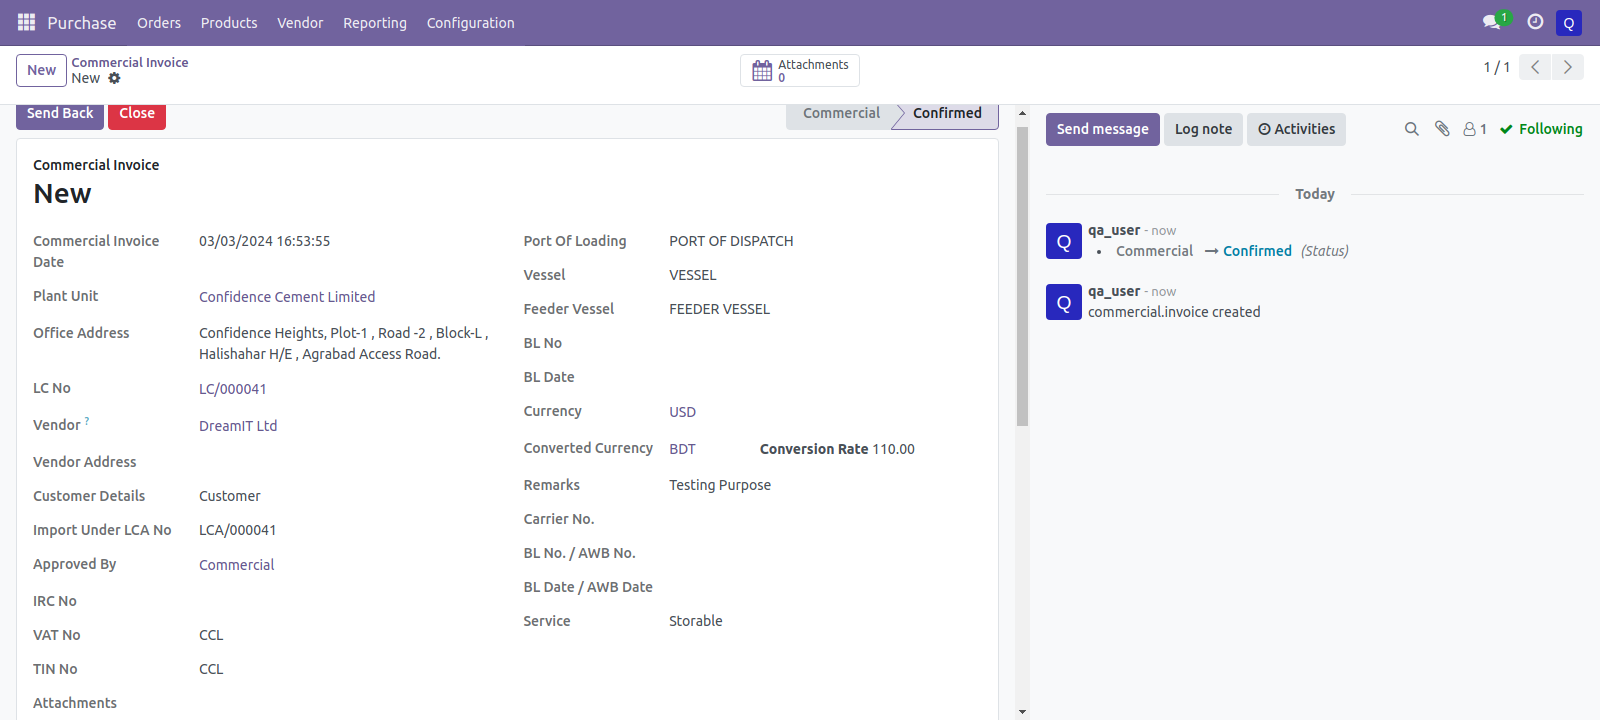 Purchase Orders Products Vendor Reporting Configuration 1 Q
New Commercial Invoice
New
Attachments
0
1 / 1
Send Back Close Commercial Confirmed
Commercial Invoice
New
Commercial Invoice Date 03/03/2024 16:53:55
Plant Unit Confidence Cement Limited
Office Address Confidence Heights, Plot-1 , Road -2 , Block-L ,
Halishahar H/E , Agrabad Access Road.
LC No LC/000041
Vendor ? DreamIT Ltd
Vendor Address
Customer Details Customer
Import Under LCA No LCA/000041
Approved By Commercial
IRC No
VAT No CCL
TIN No CCL
Attachments
Port Of Loading PORT OF DISPATCH
Vessel VESSEL
Feeder Vessel FEEDER VESSEL
BL No
BL Date
Currency USD
Converted Currency BDT Conversion Rate 110.00
Remarks Testing Purpose
Carrier No.
BL No. / AWB No.
BL Date / AWB Date
Service Storable
Send message Log note Activities 1 Following
Today
Q qa_user - now
• Commercial → Confirmed (Status)
Q qa_user - now
commercial.invoice created